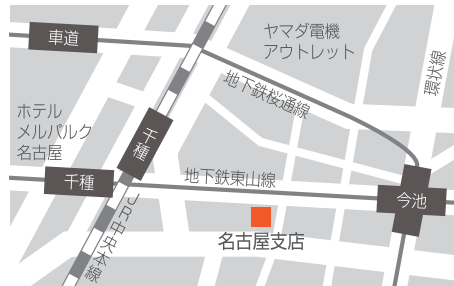 車道
ヤマダ電機
アウトレット
環状線
地下鉄桜通線
ホテル
メルパルク
名古屋
千種
千種
地下鉄東山線
今池
名古屋支店
JR中央本線